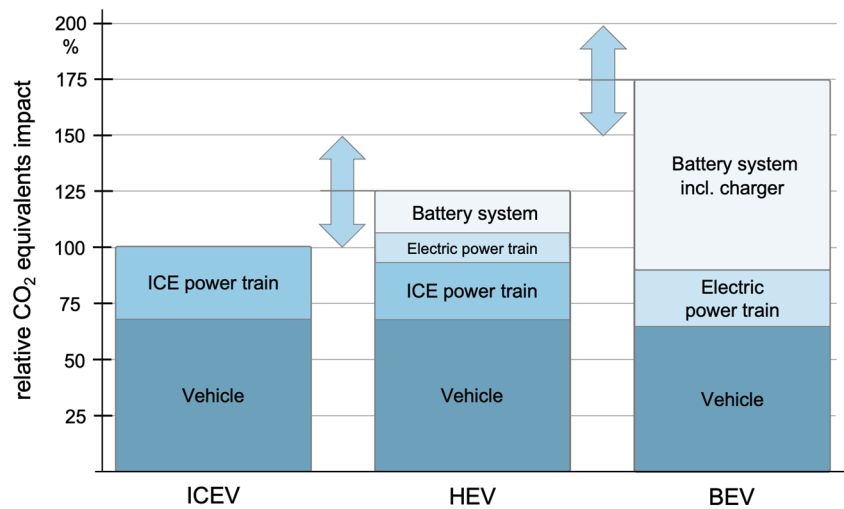 relative CO₂ equivalents impact
200
%
175
150
125
100
75
50
25
ICE power train
Vehicle
Battery system
Electric power train
ICE power train
Vehicle
Battery system
incl. charger
Electric
power train
Vehicle
ICEV
HEV
BEV